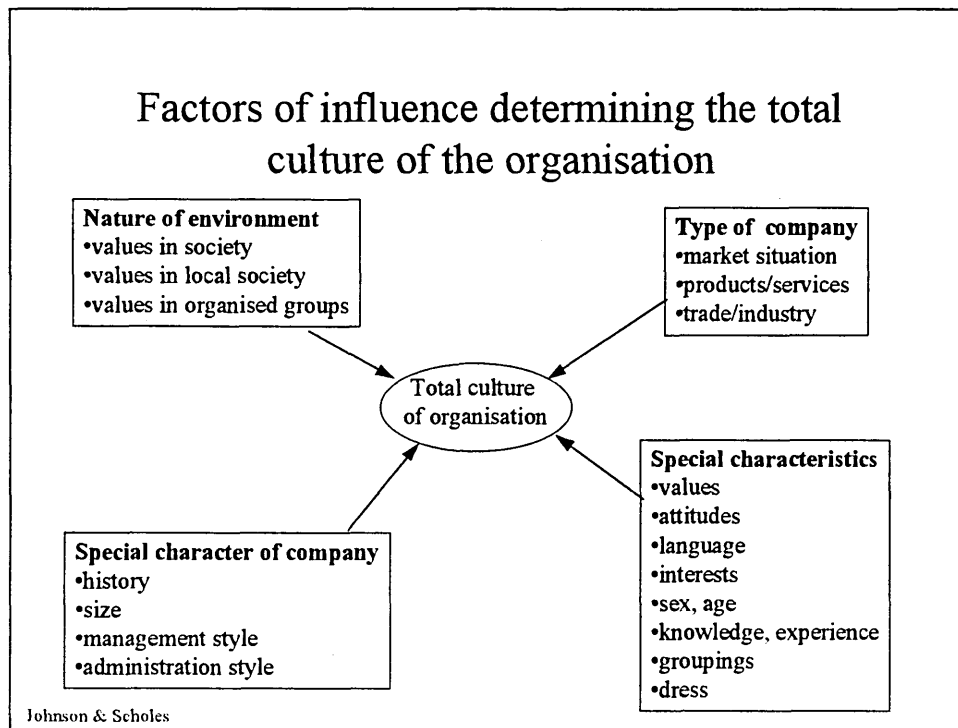 Factors of influence determining the total
culture of the organisation
Nature of environment
•values in society
•values in local society
•values in organised groups
Type of company
•market situation
•products/services
•trade/industry
Total culture
of organisation
Special character of company
•history
•size
•management style
•administration style
Special characteristics
•values
•attitudes
•language
•interests
•sex, age
•knowledge, experience
•groupings
•dress
Johnson & Scholes